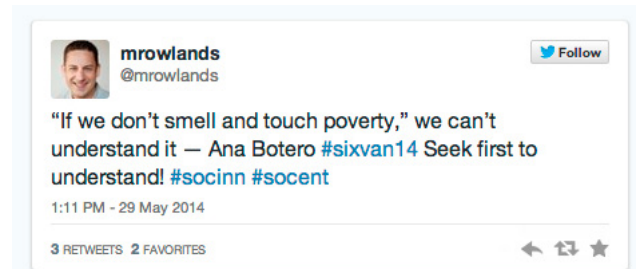 mrowlands
Follow
@mrowlands
“If we don’t smell and touch poverty,” we can’t
understand it — Ana Botero #sixvan14 Seek first to
understand! #socinn #socent
1:11 PM - 29 May 2014
3 RETWEETS 2 FAVORITES